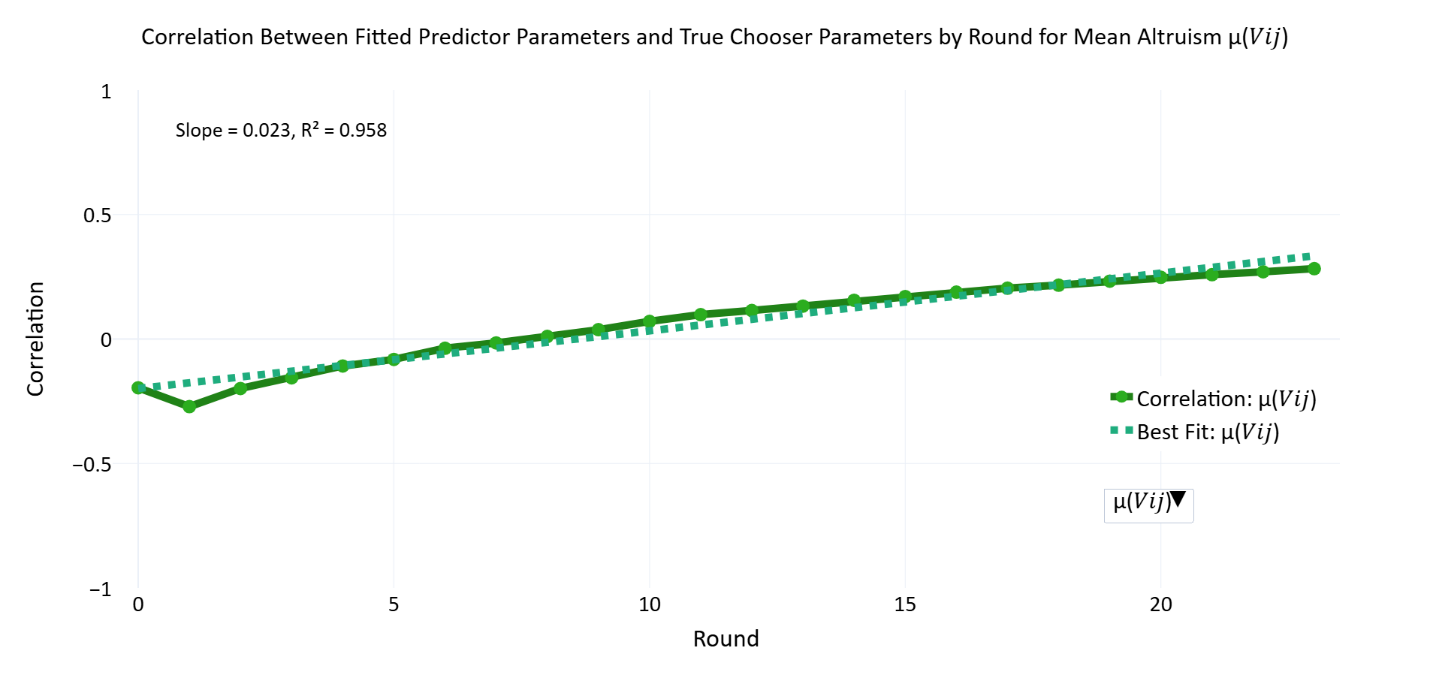 Correlation Between Fitted Predictor Parameters and True Chooser Parameters by Round for Mean Altruism μ(Vij)
1
Slope = 0.023, R² = 0.958
0.5
0
−0.5
−1
Correlation
Correlation: μ(Vij)
Best Fit: μ(Vij)
μ(Vij)▼
0 5 10 15 20
Round